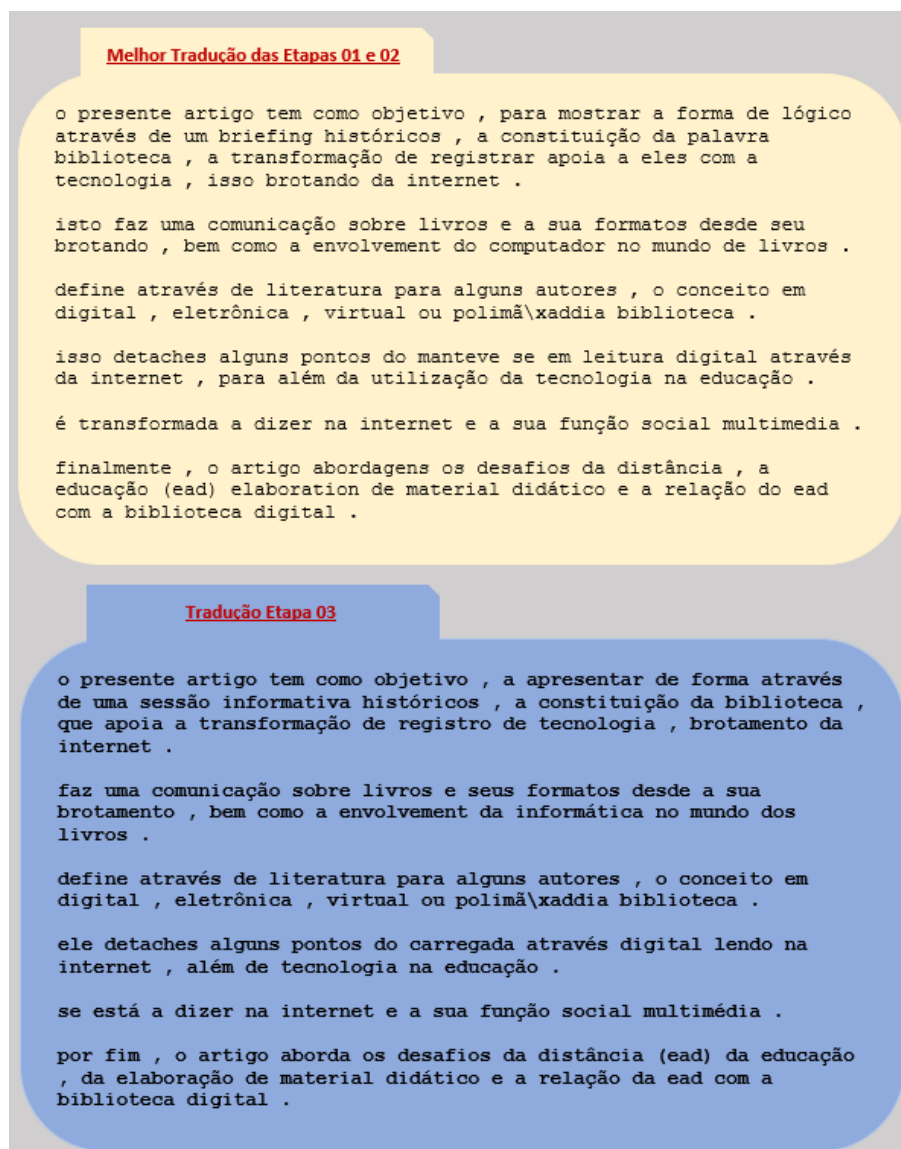 Melhor Tradução das Etapas 01 e 02
o presente artigo tem como objetivo , para mostrar a forma de lógico
através de um briefing históricos , a constituição da palavra
biblioteca , a transformação de registrar apoia a eles com a
tecnologia , isso brotando da internet .
isto faz uma comunicação sobre livros e a sua formatos desde seu
brotando , bem como a envolvement do computador no mundo de livros .
define através de literatura para alguns autores , o conceito em
digital , eletrônica , virtual ou polimã\xaddia biblioteca .
isso detaches alguns pontos do manteve se em leitura digital através
da internet , para além da utilização da tecnologia na educação .
é transformada a dizer na internet e a sua função social multimedia .
finalmente , o artigo abordagens os desafios da distância , a
educação (ead) elaboration de material didático e a relação do ead
com a biblioteca digital .
Tradução Etapa 03
o presente artigo tem como objetivo , a apresentar de forma através
de uma sessão informativa históricos , a constituição da biblioteca ,
que apoia a transformação de registro de tecnologia , brotamento da
internet .
faz uma comunicação sobre livros e seus formatos desde a sua
brotamento , bem como a envolvement da informática no mundo dos
livros .
define através de literatura para alguns autores , o conceito em
digital , eletrônica , virtual ou polimã\xaddia biblioteca .
ele detaches alguns pontos do carregada através digital lendo na
internet , além de tecnologia na educação .
se está a dizer na internet e a sua função social multimédia .
por fim , o artigo aborda os desafios da distância (ead) da educação
, da elaboração de material didático e a relação da ead com a
biblioteca digital .